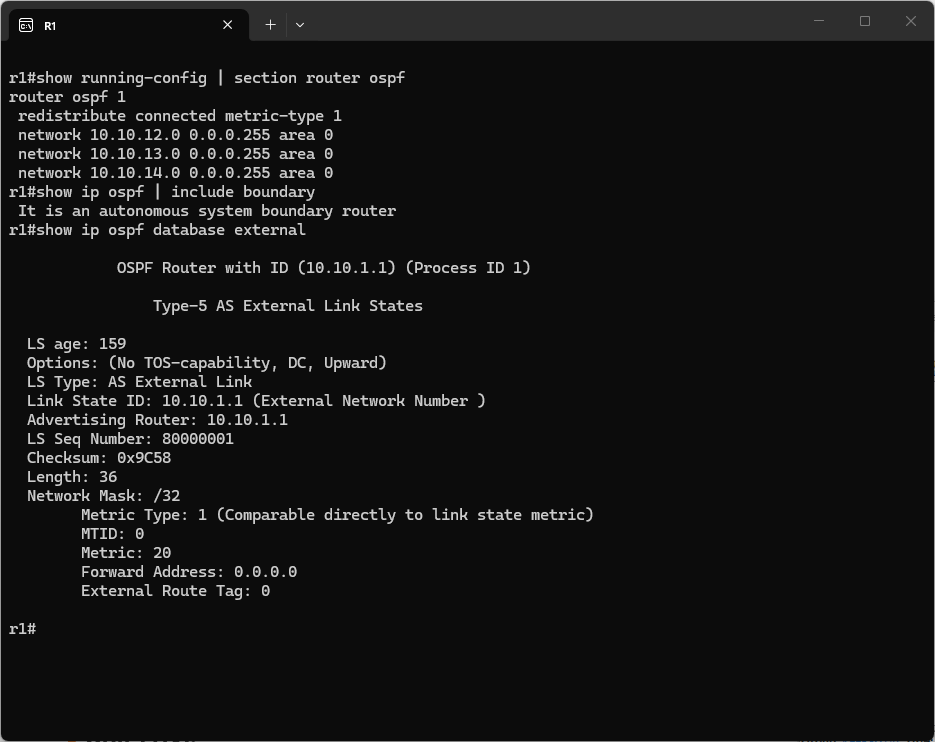 R1
r1#show running-config | section router ospf
router ospf 1
 redistribute connected metric-type 1
 network 10.10.12.0 0.0.0.255 area 0
 network 10.10.13.0 0.0.0.255 area 0
 network 10.10.14.0 0.0.0.255 area 0
r1#show ip ospf | include boundary
 It is an autonomous system boundary router
r1#show ip ospf database external
            OSPF Router with ID (10.10.1.1) (Process ID 1)
                Type-5 AS External Link States
  LS age: 159
  Options: (No TOS-capability, DC, Upward)
  LS Type: AS External Link
  Link State ID: 10.10.1.1 (External Network Number )
  Advertising Router: 10.10.1.1
  LS Seq Number: 80000001
  Checksum: 0x9C58
  Length: 36
  Network Mask: /32
        Metric Type: 1 (Comparable directly to link state metric)
        MTID: 0
        Metric: 20
        Forward Address: 0.0.0.0
        External Route Tag: 0
r1#